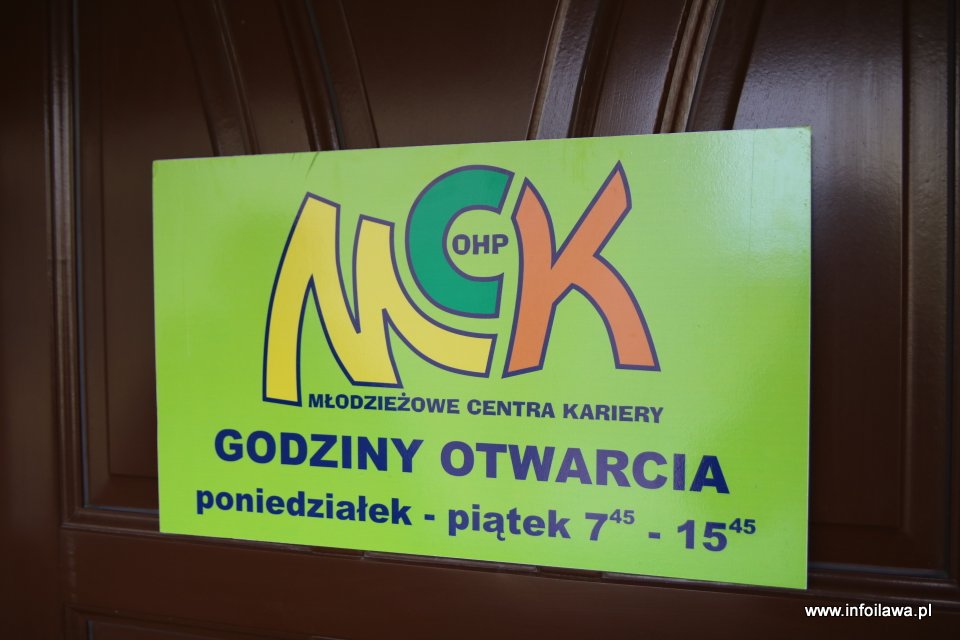 MCK
OHP
MŁODZIEŻOWE CENTRA KARIERY
GODZINY OTWARCIA
poniedziałek - piątek 7⁴⁵ - 15⁴⁵
www.infoilawa.pl